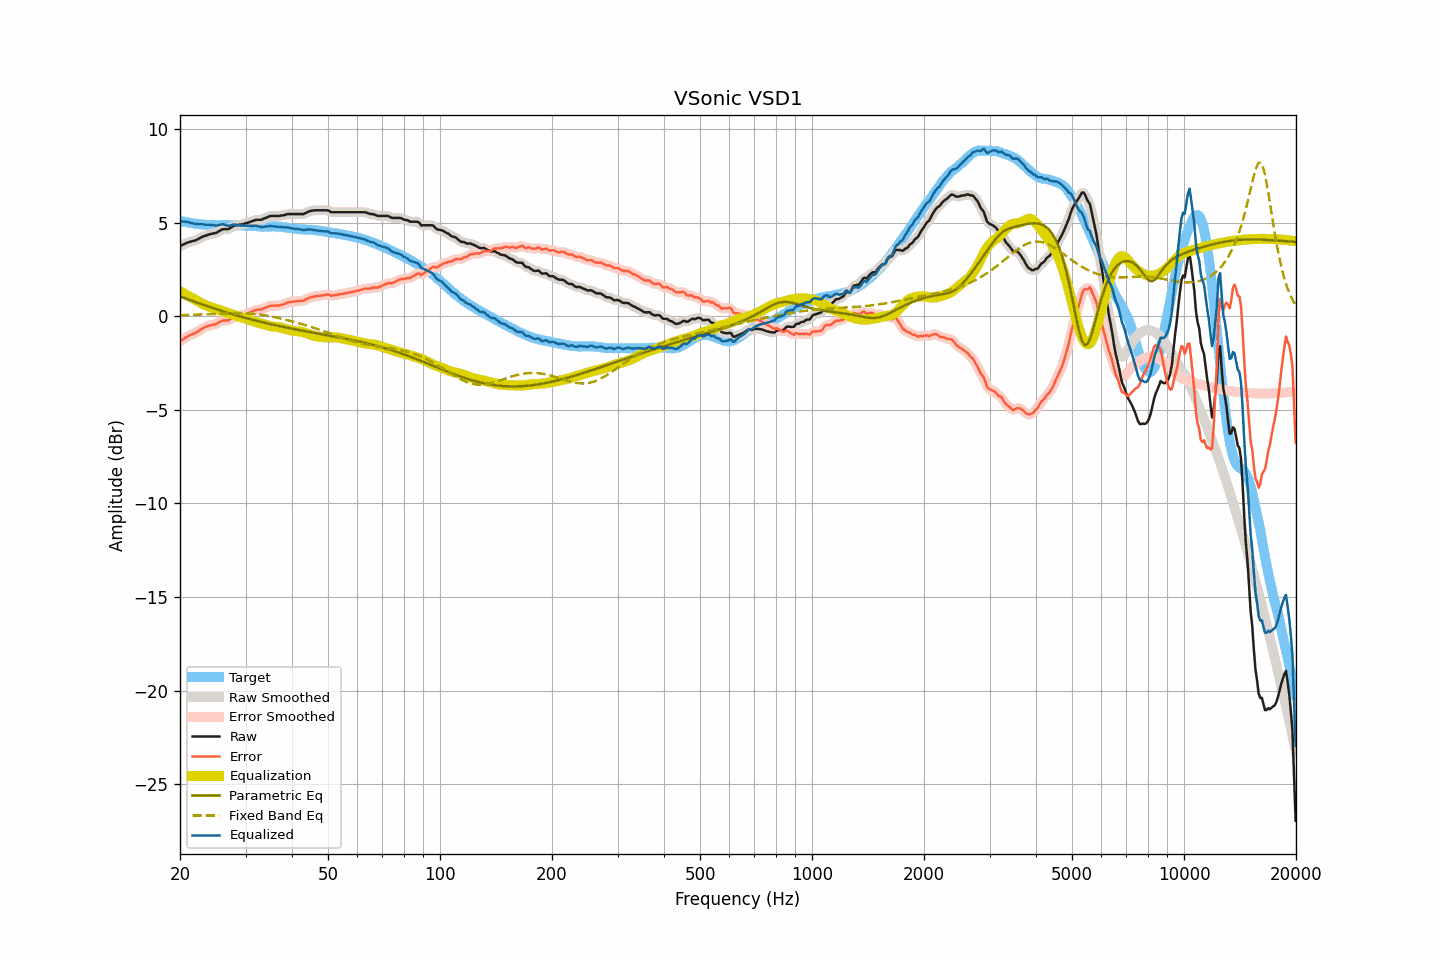 VSonic VSD1
10
5
0
−5
−10
−15
−20
−25
Amplitude (dBr)
Target
Raw Smoothed
Error Smoothed
Raw
Error
Equalization
Parametric Eq
Fixed Band Eq
Equalized
20 50 100 200 500 1000 2000 5000 10000 20000
Frequency (Hz)